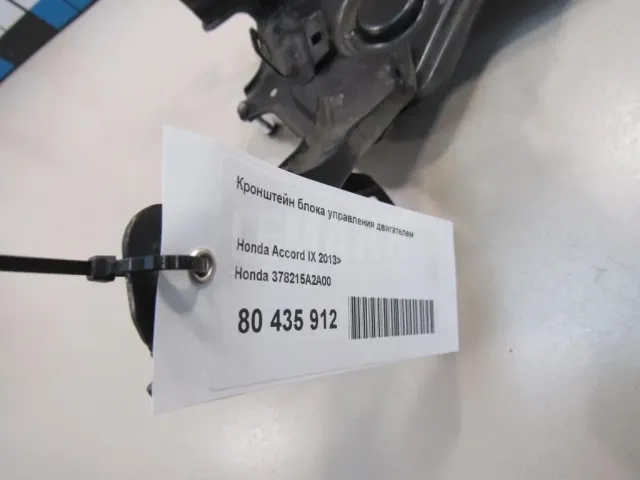 Кронштейн блока управления двигателем
Honda Accord IX 2013>
Honda 378215A2A00
80 435 912